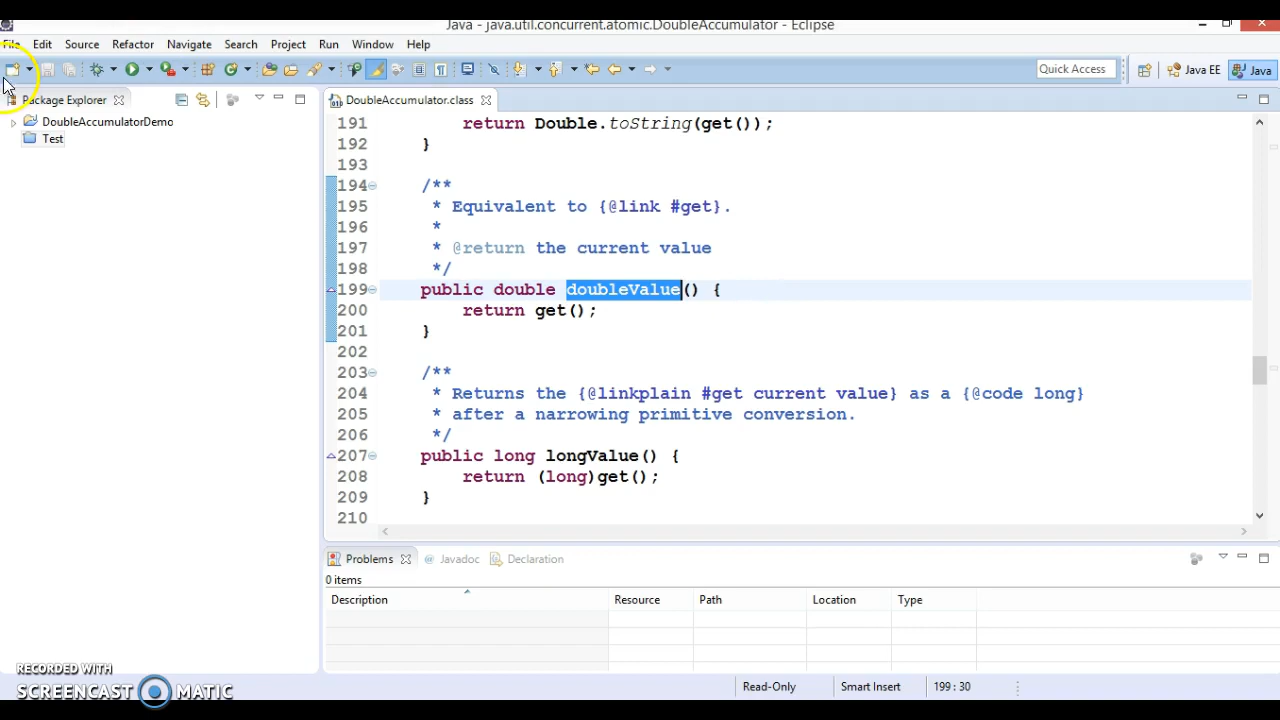 Java - java.util.concurrent.atomic.DoubleAccumulator - Eclipse
File Edit Source Refactor Navigate Search Project Run Window Help
Quick Access Java EE Java
Package Explorer
DoubleAccumulatorDemo
Test
DoubleAccumulator.class
191 return Double.toString(get());
192 }
193
194 /**
195 * Equivalent to {@link #get}.
196 *
197 * @return the current value
198 */
199 public double doubleValue() {
200 return get();
201 }
202
203 /**
204 * Returns the {@linkplain #get current value} as a {@code long}
205 * after a narrowing primitive conversion.
206 */
207 public long longValue() {
208 return (long)get();
209 }
210
Problems @ Javadoc Declaration
0 items
Description Resource Path Location Type
Read-Only Smart Insert 199 : 30
RECORDED WITH
SCREENCAST MATIC